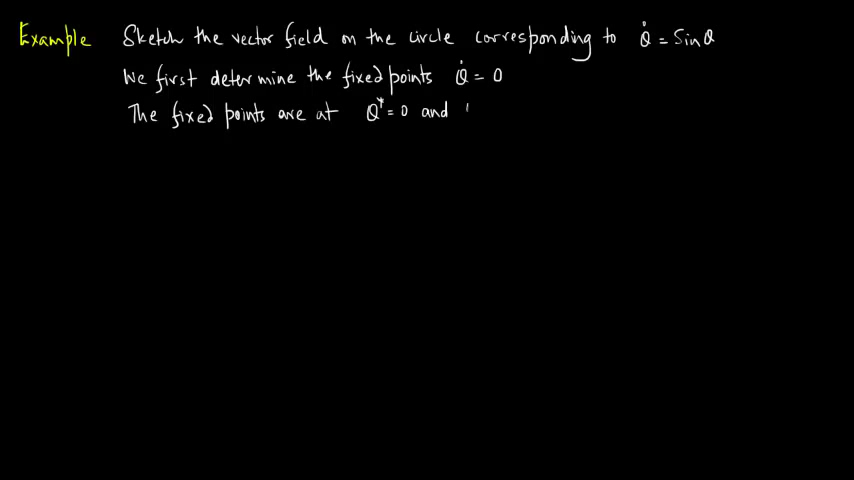 Example Sketch the vector field on the circle corresponding to θ̇ = Sinθ
We first determine the fixed points θ̇ = 0
The fixed points are at θ* = 0 and